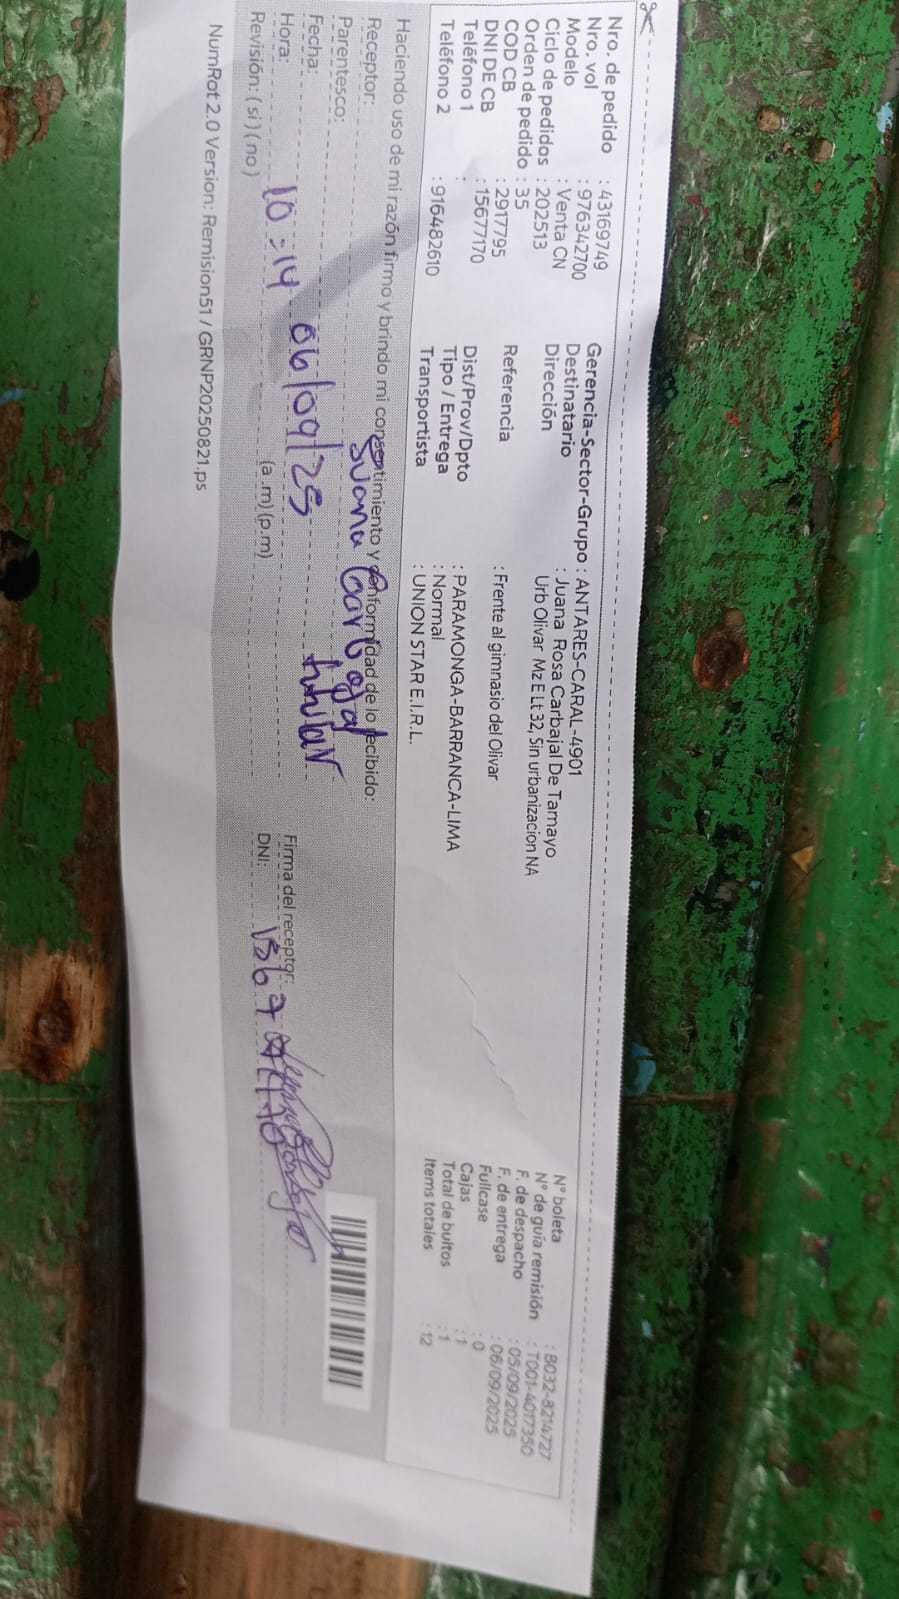 Nro. de pedido : 43169749
Nro. vol : 976342700
Modelo : Venta CN
Ciclo de pedidos : 202513
Orden de pedido : 35
COD CB : 2917795
DNI DE CB : 15677170
Teléfono 1 :
Teléfono 2 : 916482610
Gerencia-Sector-Grupo : ANTARES-CARAL-4901
Destinatario : Juana Rosa Carbajal De Tamayo
Dirección Urb Olivar Mz E Lt 32, Sin urbanizacion NA
Referencia : Frente al gimnasio del Olivar
Dist/Prov/Dpto : PARAMONGA-BARRANCA-LIMA
Tipo / Entrega : Normal
Transportista : UNION STAR E.I.R.L.
N° boleta : B032-8214727
N° de guía remisión : T001-4017350
F. de despacho : 05/09/2025
F. de entrega : 06/09/2025
Fullcase : 0
Cajas : 1
Total de bultos : 1
Items totales : 12
Haciendo uso de mi razón firmo y brindo mi consentimiento y conformidad de lo recibido:
Receptor: Juana Carbajal
Parentesco: titular
Fecha: 06/09/25
Hora: 10:14 (a.m) (p.m)
Revisión: ( si ) ( no )
Firma del receptor:
DNI:
NumRot 2.0 Version: Remision51 / GRNP20250821.ps